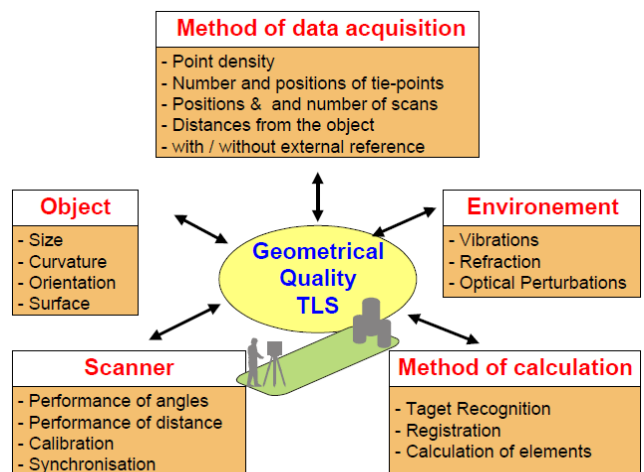 Method of data acquisition
- Point density
- Number and positions of tie-points
- Positions & and number of scans
- Distances from the object
- with / without external reference
Object
- Size
- Curvature
- Orientation
- Surface
Geometrical
Quality
TLS
Environement
- Vibrations
- Refraction
- Optical Perturbations
Scanner
- Performance of angles
- Performance of distance
- Calibration
- Synchronisation
Method of calculation
- Taget Recognition
- Registration
- Calculation of elements